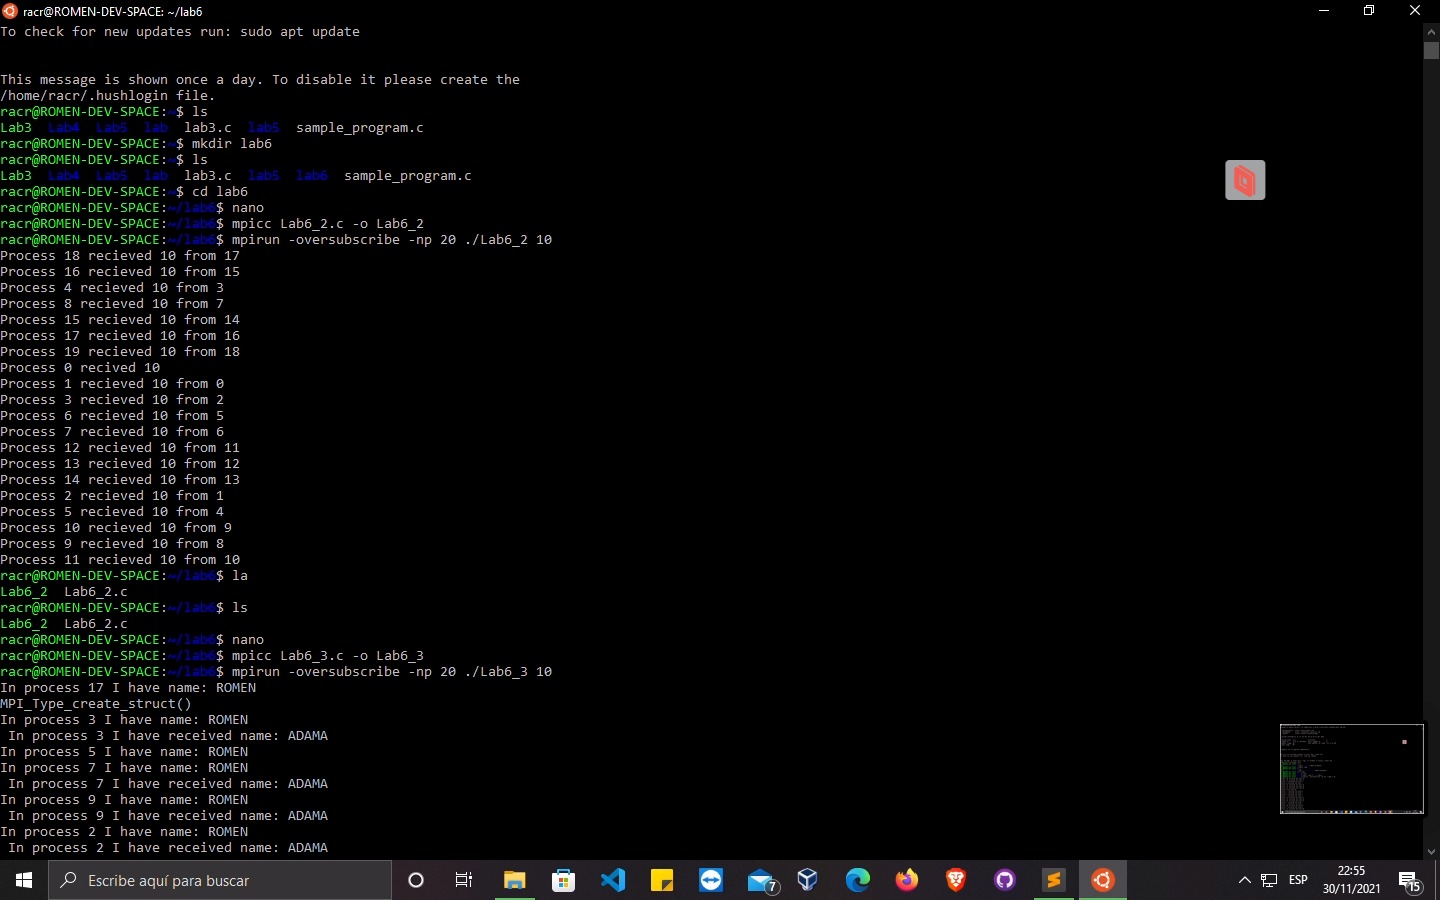 racr@ROMEN-DEV-SPACE: ~/lab6
To check for new updates run: sudo apt update
This message is shown once a day. To disable it please create the
/home/racr/.hushlogin file.
racr@ROMEN-DEV-SPACE:~$ ls
Lab3 Lab4 Lab5 lab lab3.c lab5 sample_program.c
racr@ROMEN-DEV-SPACE:~$ mkdir lab6
racr@ROMEN-DEV-SPACE:~$ ls
Lab3 Lab4 Lab5 lab lab3.c lab5 lab6 sample_program.c
racr@ROMEN-DEV-SPACE:~$ cd lab6
racr@ROMEN-DEV-SPACE:~/lab6$ nano
racr@ROMEN-DEV-SPACE:~/lab6$ mpicc Lab6_2.c -o Lab6_2
racr@ROMEN-DEV-SPACE:~/lab6$ mpirun -oversubscribe -np 20 ./Lab6_2 10
Process 18 recieved 10 from 17
Process 16 recieved 10 from 15
Process 4 recieved 10 from 3
Process 8 recieved 10 from 7
Process 15 recieved 10 from 14
Process 17 recieved 10 from 16
Process 19 recieved 10 from 18
Process 0 recived 10
Process 1 recieved 10 from 0
Process 3 recieved 10 from 2
Process 6 recieved 10 from 5
Process 7 recieved 10 from 6
Process 12 recieved 10 from 11
Process 13 recieved 10 from 12
Process 14 recieved 10 from 13
Process 2 recieved 10 from 1
Process 5 recieved 10 from 4
Process 10 recieved 10 from 9
Process 9 recieved 10 from 8
Process 11 recieved 10 from 10
racr@ROMEN-DEV-SPACE:~/lab6$ la
Lab6_2 Lab6_2.c
racr@ROMEN-DEV-SPACE:~/lab6$ ls
Lab6_2 Lab6_2.c
racr@ROMEN-DEV-SPACE:~/lab6$ nano
racr@ROMEN-DEV-SPACE:~/lab6$ mpicc Lab6_3.c -o Lab6_3
racr@ROMEN-DEV-SPACE:~/lab6$ mpirun -oversubscribe -np 20 ./Lab6_3 10
In process 17 I have name: ROMEN
MPI_Type_create_struct()
In process 3 I have name: ROMEN
In process 3 I have received name: ADAMA
In process 5 I have name: ROMEN
In process 7 I have name: ROMEN
In process 7 I have received name: ADAMA
In process 9 I have name: ROMEN
In process 9 I have received name: ADAMA
In process 2 I have name: ROMEN
In process 2 I have received name: ADAMA
Escribe aquí para buscar
7
ESP
22:55
30/11/2021
15